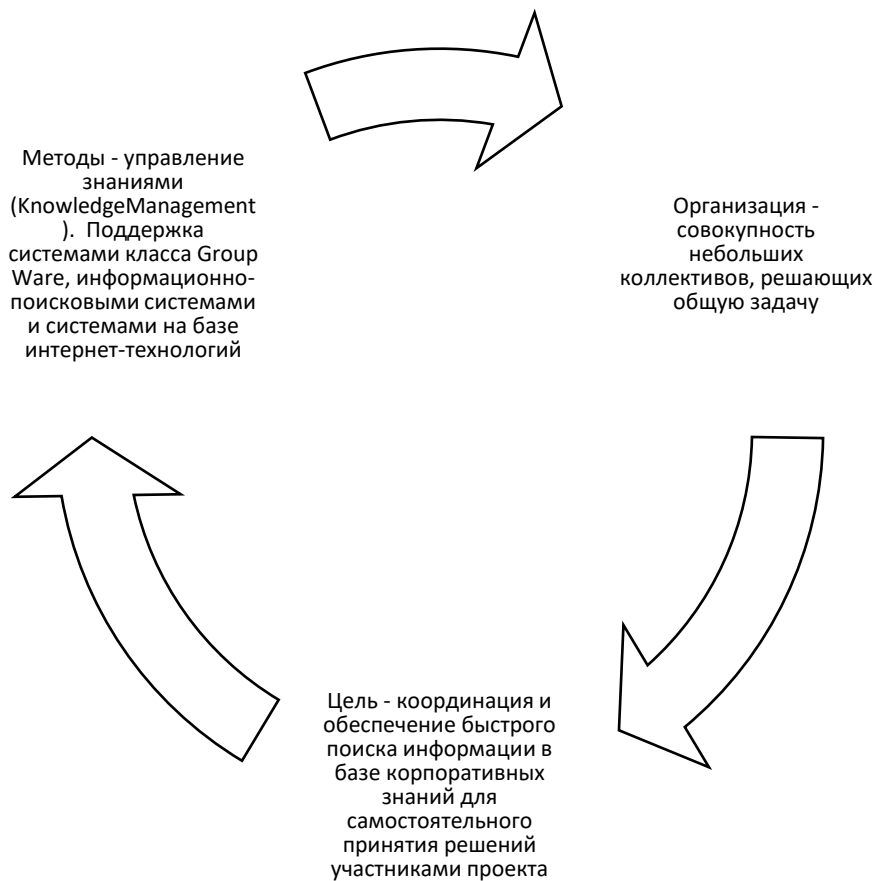 Методы - управление
знаниями
(KnowledgeManagement
). Поддержка
системами класса Group
Ware, информационно-
поисковыми системами
и системами на базе
интернет-технологий
Организация -
совокупность
небольших
коллективов, решающих
общую задачу
Цель - координация и
обеспечение быстрого
поиска информации в
базе корпоративных
знаний для
самостоятельного
принятия решений
участниками проекта